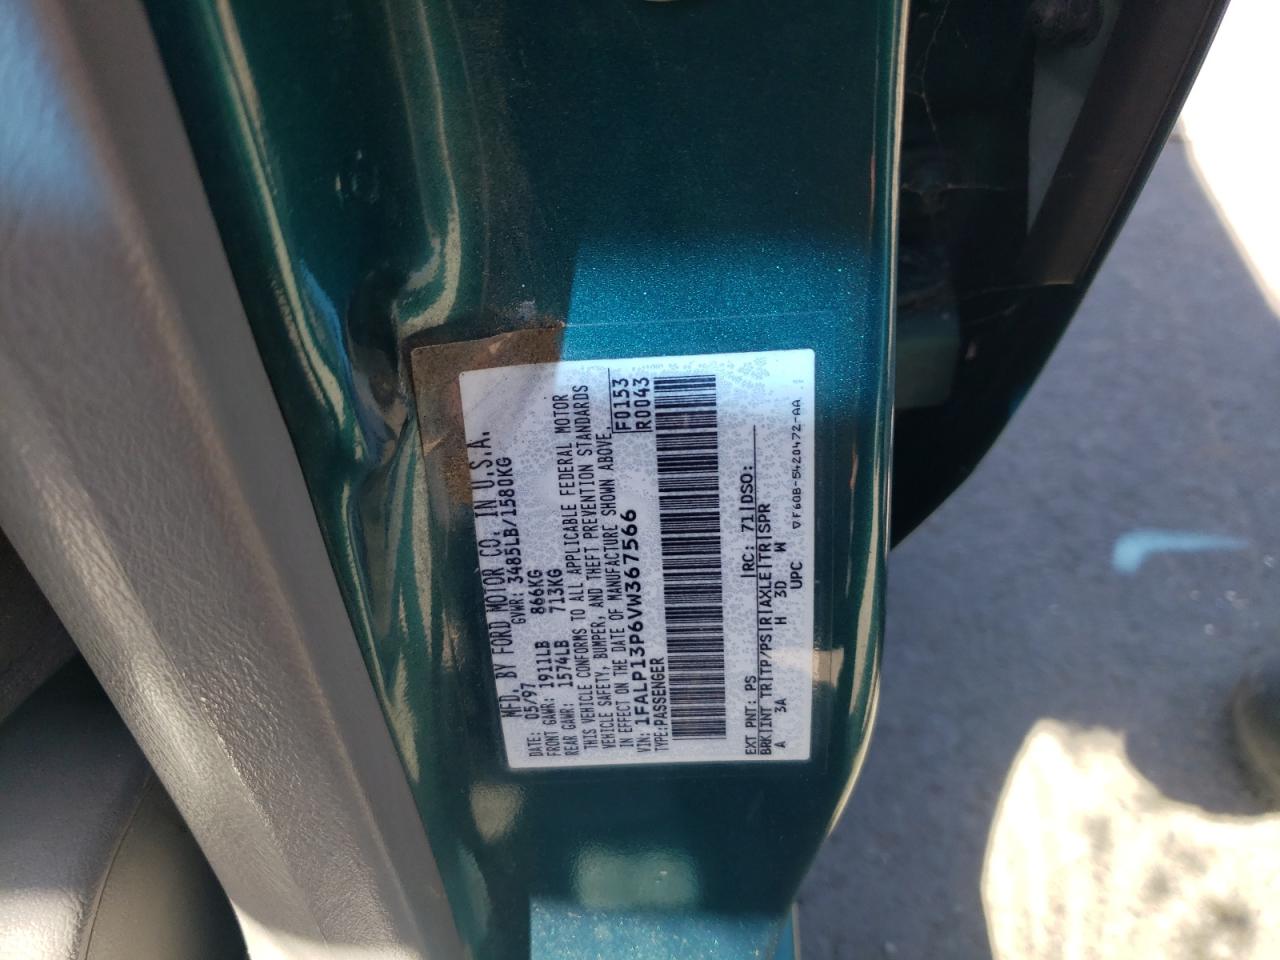 MFD. BY FORD MOTOR CO. IN U.S.A.
DATE: 05/97 GVWR: 3485LB/1580KG
FRONT GAWR: 1911LB 866KG
REAR GAWR: 1574LB 713KG
THIS VEHICLE CONFORMS TO ALL APPLICABLE FEDERAL MOTOR
VEHICLE SAFETY, BUMPER, AND THEFT PREVENTION STANDARDS
IN EFFECT ON THE DATE OF MANUFACTURE SHOWN ABOVE.
VIN: 1FALP13P6VW367566 F0153
TYPE: PASSENGER R0043
EXT PNT: PS RC: 71 DSO:
BRK INT TR TP/PS R AXLE TR SPR
A 3A H 3D W
UPC
▽F60B-5420472-AA